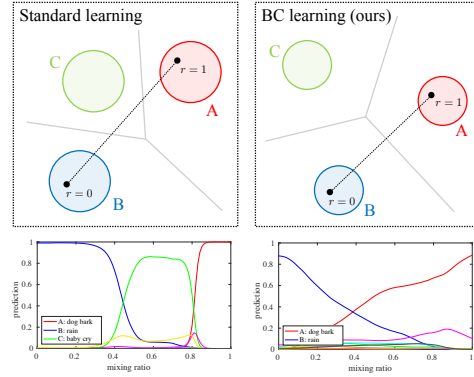 Standard learning
BC learning (ours)
C
r = 1
A
r = 0
B
C
r = 1
A
r = 0
B
1
0.8
0.6
0.4
0.2
0
prediction
A: dog bark
B: rain
C: baby cry
0
0.2
0.4
0.6
0.8
1
mixing ratio
1
0.8
0.6
0.4
0.2
0
prediction
A: dog bark
B: rain
0
0.2
0.4
0.6
0.8
mixing ratio